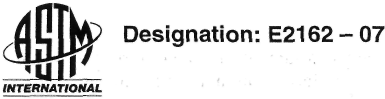 ASTM
INTERNATIONAL
Designation: E2162 – 07